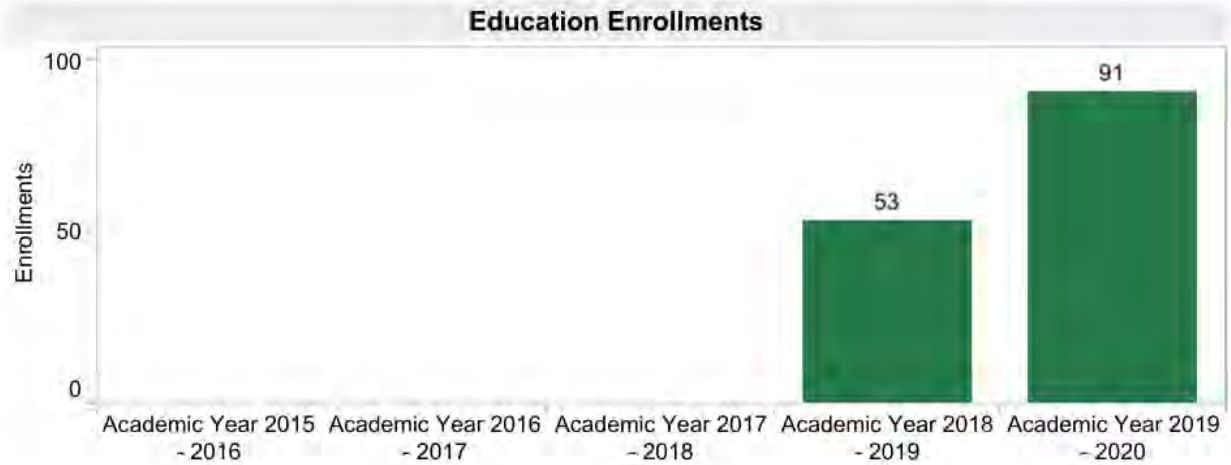 Education Enrollments
100
91
53
50
Enrollments
0
Academic Year 2015 Academic Year 2016 Academic Year 2017 Academic Year 2018 Academic Year 2019
- 2016 - 2017 - 2018 - 2019 - 2020